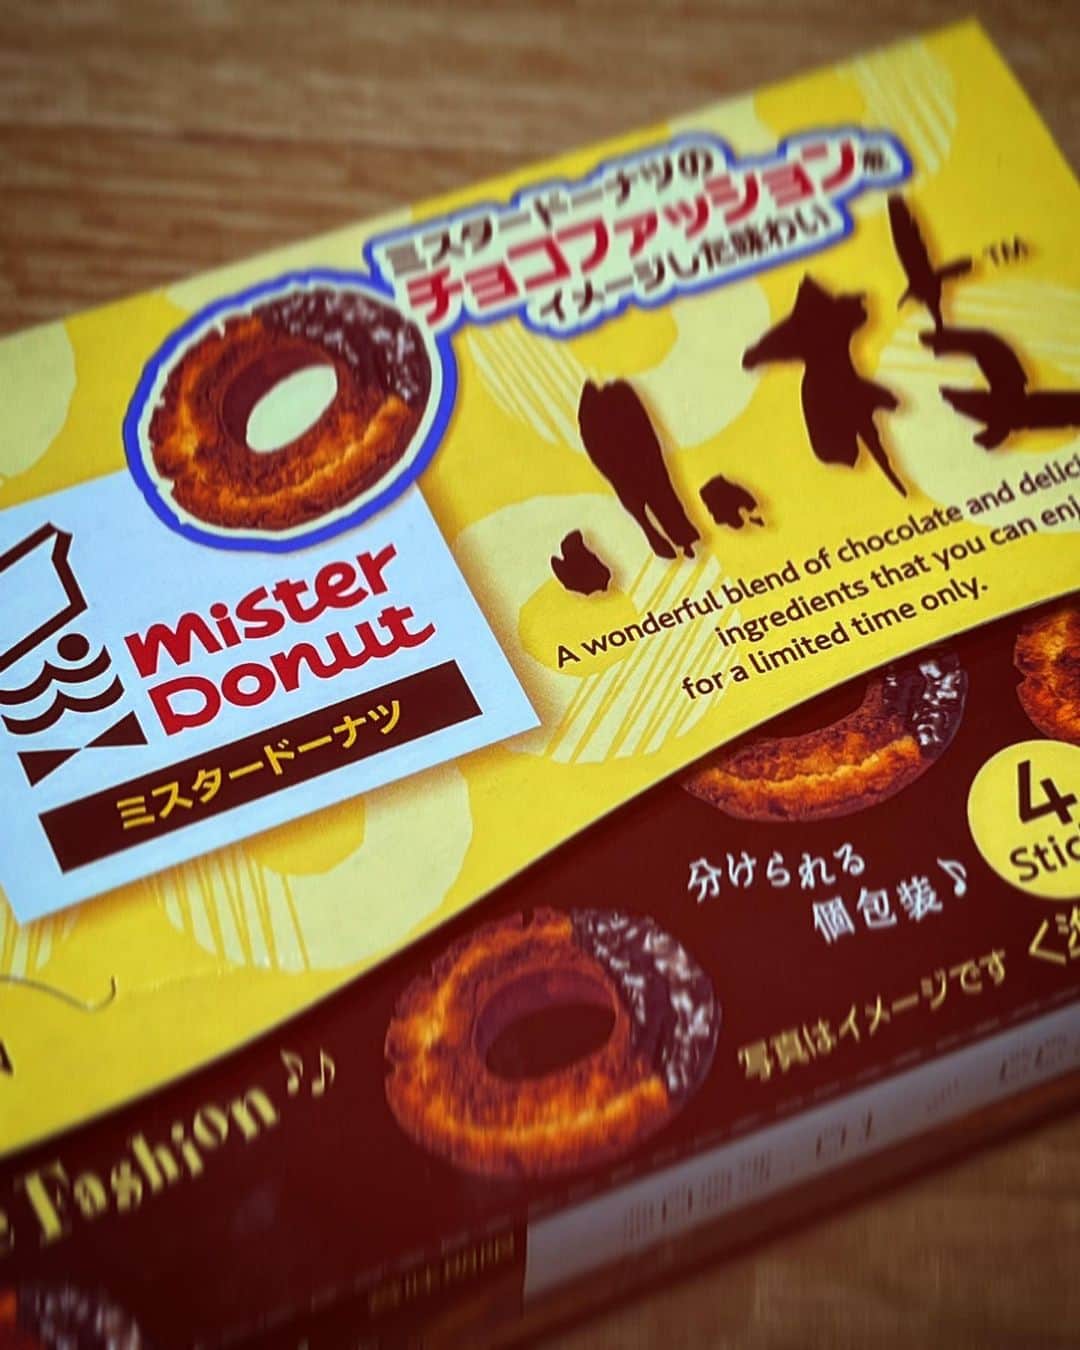 ミスタードーナツの
チョコファッションを
イメージした味わい
小枝
TM
A wonderful blend of chocolate and delici
ingredients that you can enj
for a limited time only.
mister
Donut
ミスタードーナツ
4
Stic
分けられる
個包装♪
写真はイメージです
Fashion ♪♪